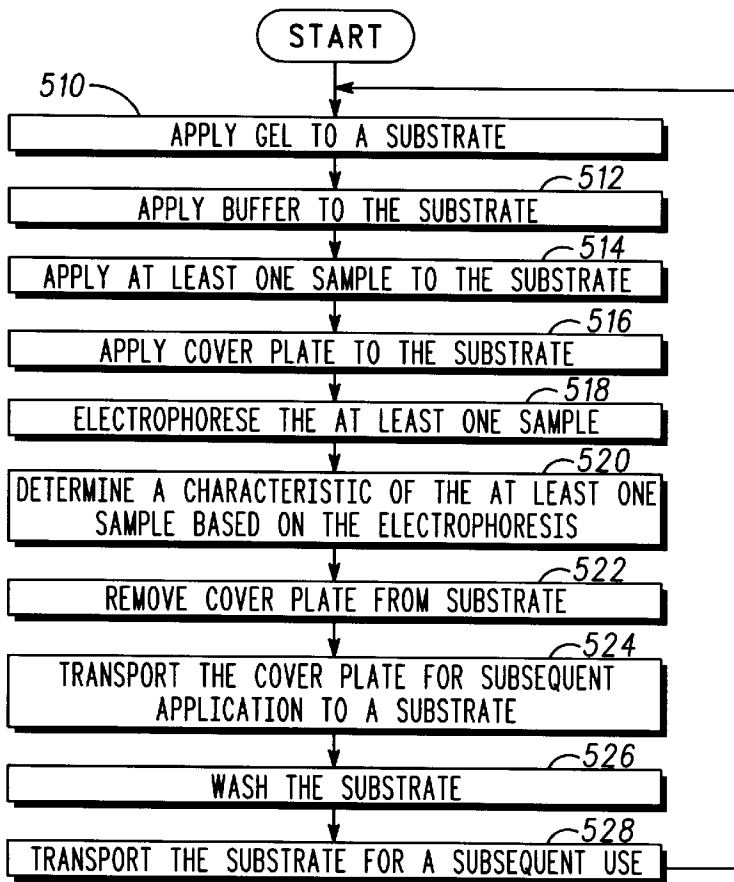 START
510
APPLY GEL TO A SUBSTRATE
512
APPLY BUFFER TO THE SUBSTRATE
514
APPLY AT LEAST ONE SAMPLE TO THE SUBSTRATE
516
APPLY COVER PLATE TO THE SUBSTRATE
518
ELECTROPHORESE THE AT LEAST ONE SAMPLE
520
DETERMINE A CHARACTERISTIC OF THE AT LEAST ONE
SAMPLE BASED ON THE ELECTROPHORESIS
522
REMOVE COVER PLATE FROM SUBSTRATE
524
TRANSPORT THE COVER PLATE FOR SUBSEQUENT
APPLICATION TO A SUBSTRATE
526
WASH THE SUBSTRATE
528
TRANSPORT THE SUBSTRATE FOR A SUBSEQUENT USE